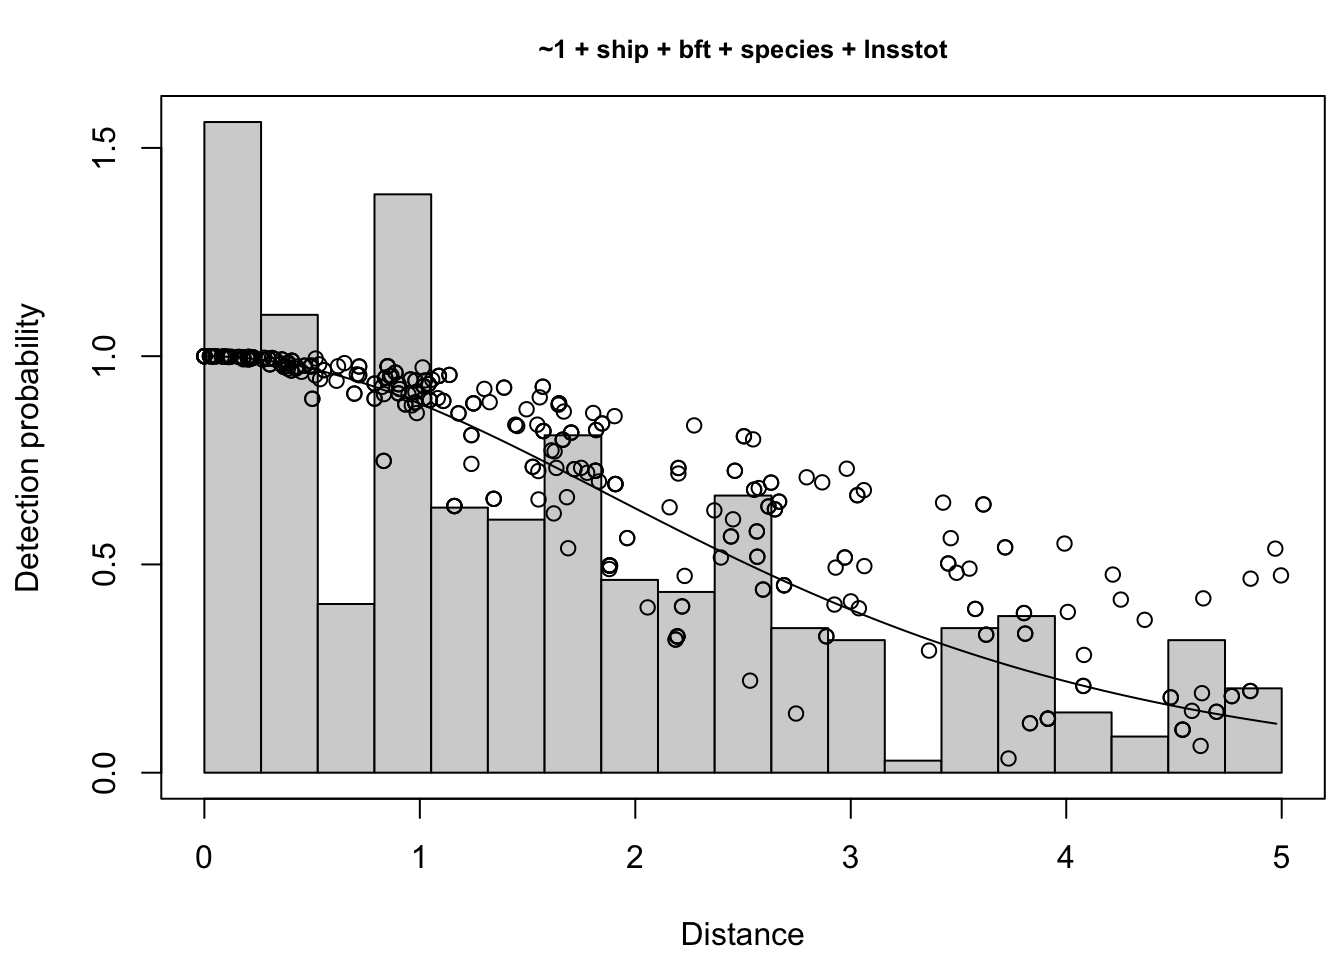 ~1 + ship + bft + species + lnsstot
Detection probability
1.5
1.0
0.5
0.0
0 1 2 3 4 5
Distance